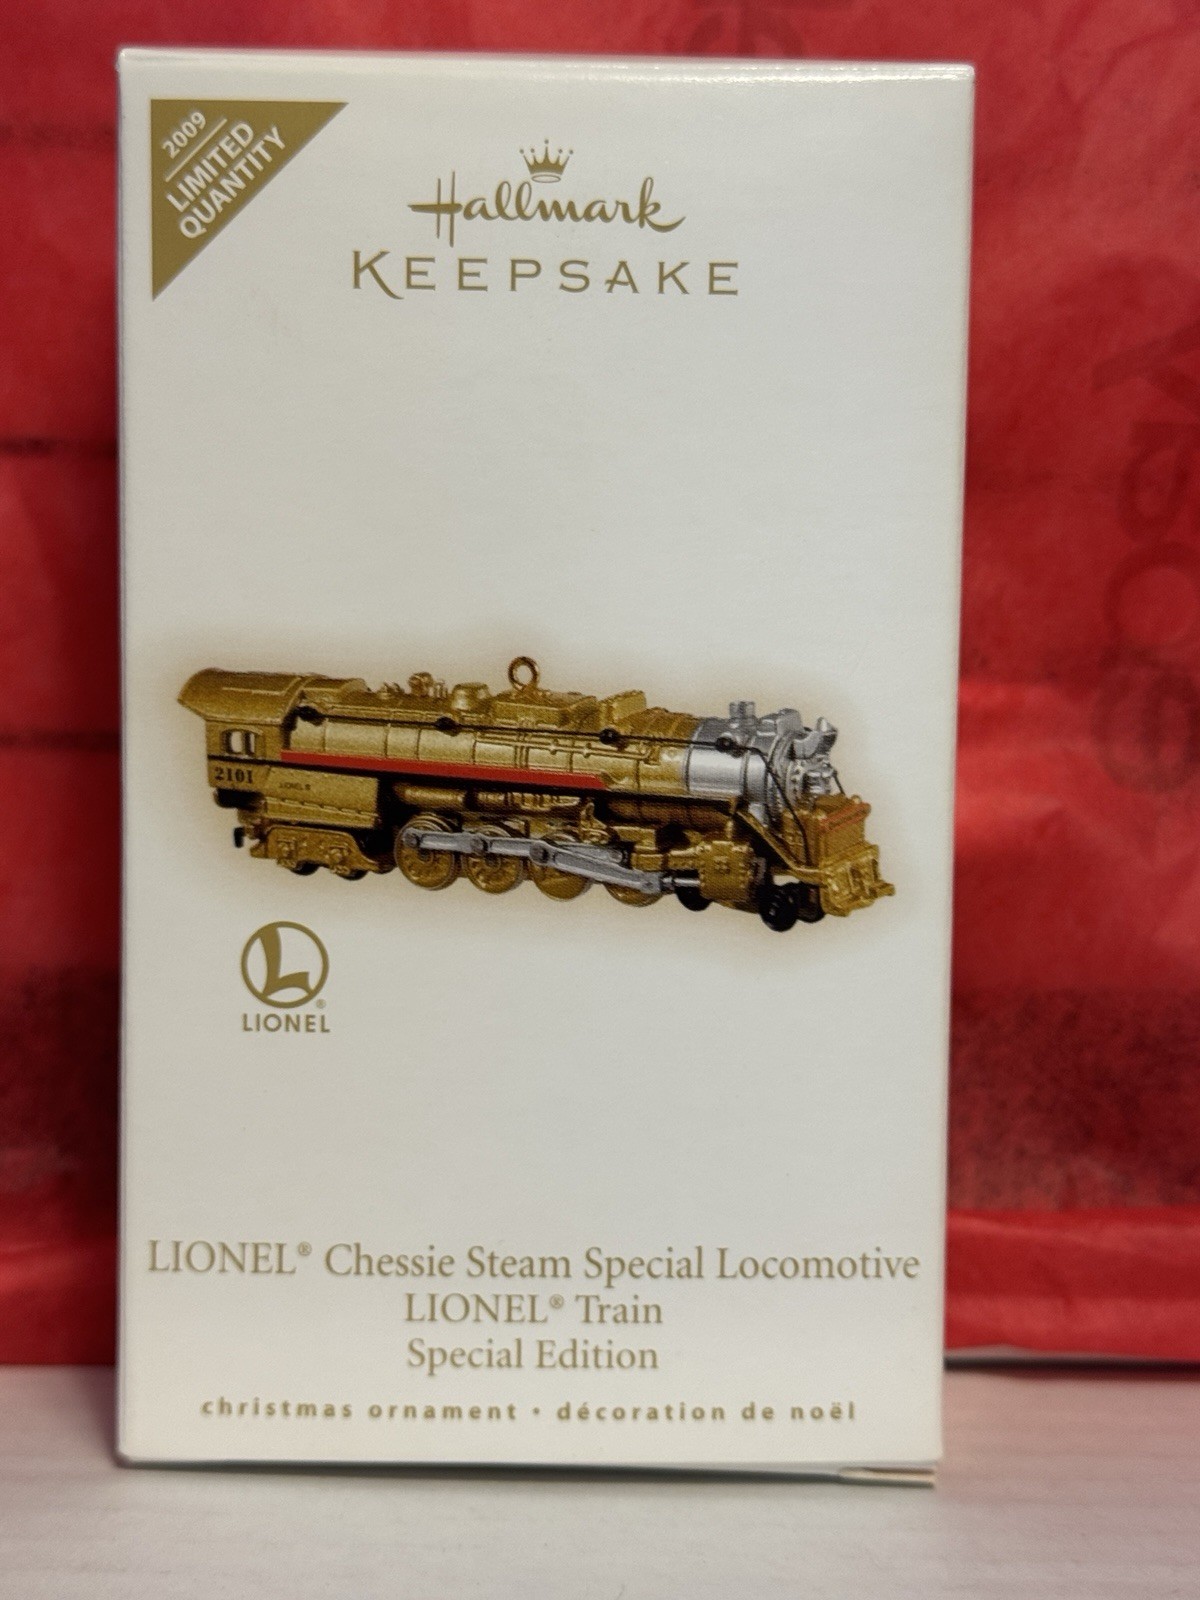 2009
LIMITED
QUANTITY
Hallmark
KEEPSAKE
2101
LIONEL
L
®
LIONEL
LIONEL® Chessie Steam Special Locomotive
LIONEL® Train
Special Edition
christmas ornament • décoration de noël